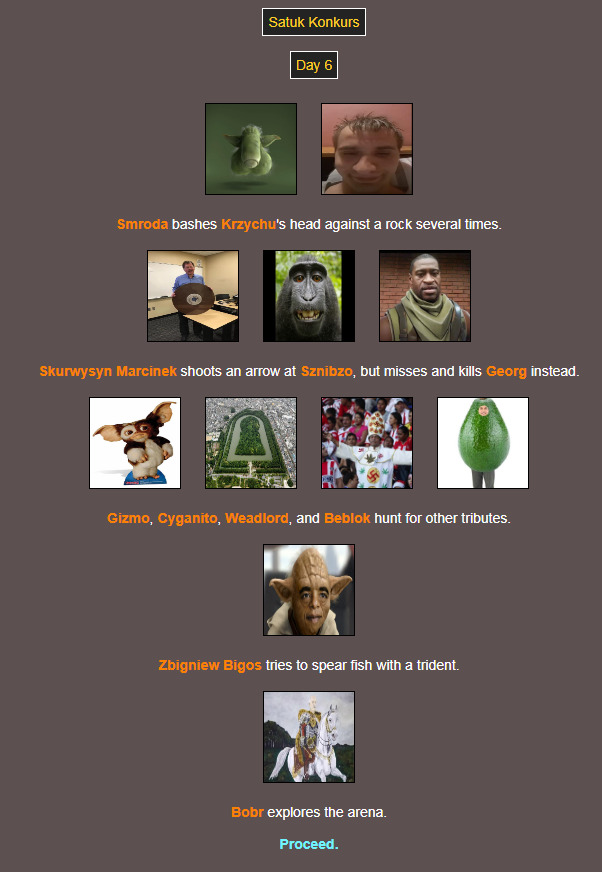 Satuk Konkurs
Day 6
Smroda bashes Krzychu's head against a rock several times.
Skurwysyn Marcinek shoots an arrow at Sznibzo, but misses and kills Georg instead.
Gizmo, Cyganito, Weadlord, and Beblok hunt for other tributes.
Zbigniew Bigos tries to spear fish with a trident.
Bobr explores the arena.
Proceed.